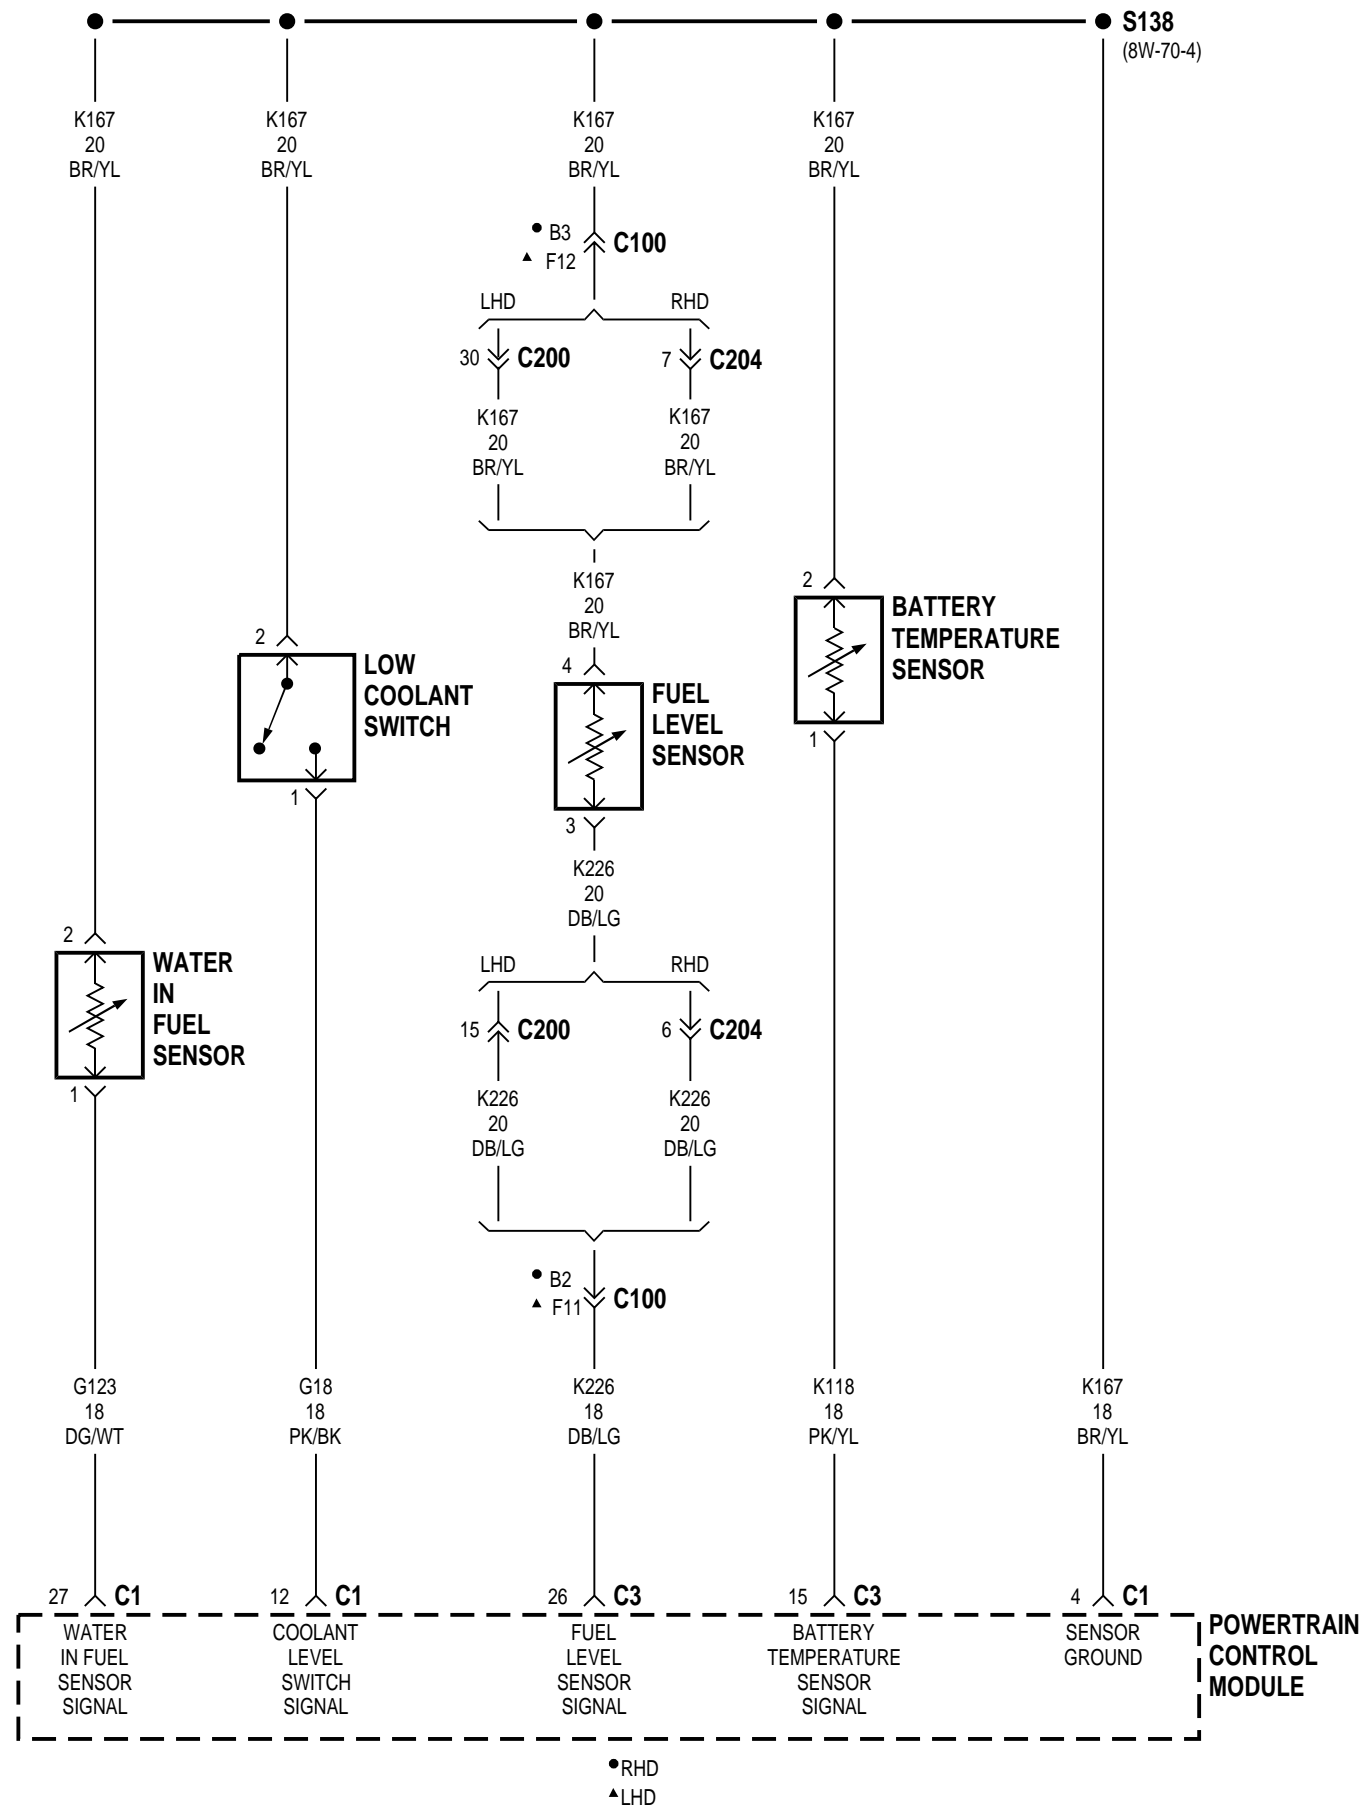 S138
(8W-70-4)
K167
20
BR/YL
K167
20
BR/YL
K167
20
BR/YL
K167
20
BR/YL
● B3
▲ F12
C100
LHD
RHD
30
C200
7
C204
K167
20
BR/YL
K167
20
BR/YL
K167
20
BR/YL
2
LOW
COOLANT
SWITCH
1
4
FUEL
LEVEL
SENSOR
3
2
BATTERY
TEMPERATURE
SENSOR
1
K226
20
DB/LG
2
WATER
IN
FUEL
SENSOR
1
LHD
RHD
15
C200
6
C204
K226
20
DB/LG
K226
20
DB/LG
● B2
▲ F11
C100
G123
18
DG/WT
G18
18
PK/BK
K226
18
DB/LG
K118
18
PK/YL
K167
18
BR/YL
27
C1
12
C1
26
C3
15
C3
4
C1
WATER
IN FUEL
SENSOR
SIGNAL
COOLANT
LEVEL
SWITCH
SIGNAL
FUEL
LEVEL
SENSOR
SIGNAL
BATTERY
TEMPERATURE
SENSOR
SIGNAL
SENSOR
GROUND
POWERTRAIN
CONTROL
MODULE
●RHD
▲LHD